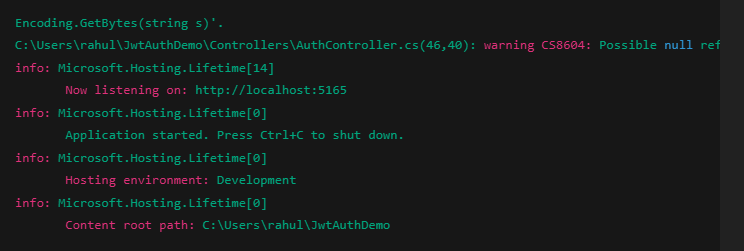 Encoding.GetBytes(string s)'.
C:\Users\rahul\JwtAuthDemo\Controllers\AuthController.cs(46,40): warning CS8604: Possible null ref
info: Microsoft.Hosting.Lifetime[14]
Now listening on: http://localhost:5165
info: Microsoft.Hosting.Lifetime[0]
Application started. Press Ctrl+C to shut down.
info: Microsoft.Hosting.Lifetime[0]
Hosting environment: Development
info: Microsoft.Hosting.Lifetime[0]
Content root path: C:\Users\rahul\JwtAuthDemo